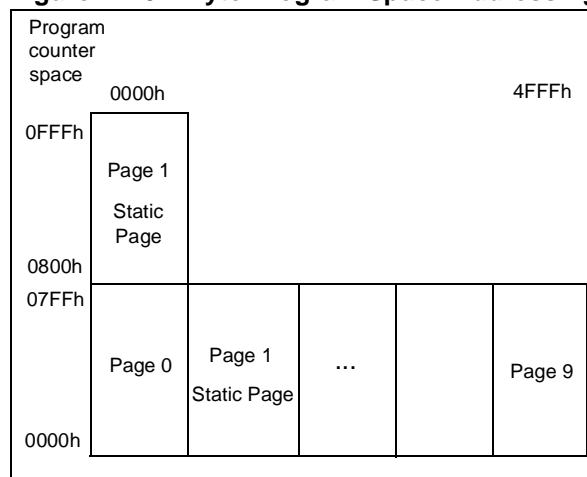 Program
counter
space
0000h
4FFFh
0FFFh
Page 1
Static
Page
0800h
07FFh
Page 0
Page 1
Static Page
...
Page 9
0000h